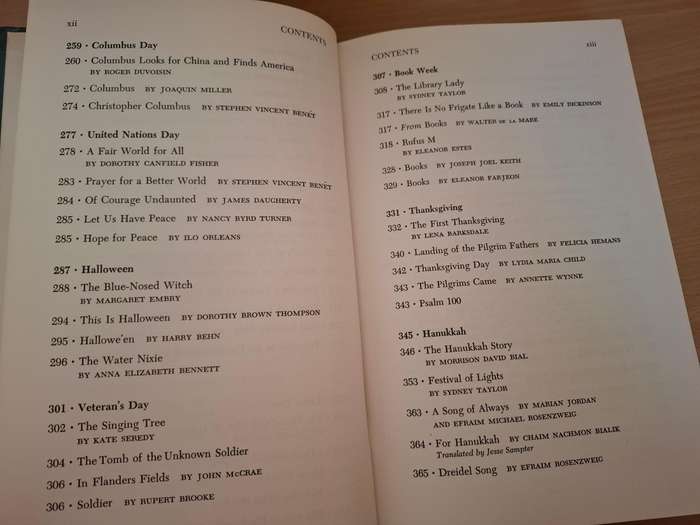 xii
CONTENTS
259 • Columbus Day
260 • Columbus Looks for China and Finds America
BY ROGER DUVOISIN
272 • Columbus BY JOAQUIN MILLER
274 • Christopher Columbus BY STEPHEN VINCENT BENÉT
277 • United Nations Day
278 • A Fair World for All
BY DOROTHY CANFIELD FISHER
283 • Prayer for a Better World BY STEPHEN VINCENT BENÉT
284 • Of Courage Undaunted BY JAMES DAUGHERTY
285 • Let Us Have Peace BY NANCY BYRD TURNER
285 • Hope for Peace BY ILO ORLEANS
287 • Halloween
288 • The Blue-Nosed Witch
BY MARGARET EMBRY
294 • This Is Halloween BY DOROTHY BROWN THOMPSON
295 • Hallowe'en BY HARRY BEHN
296 • The Water Nixie
BY ANNA ELIZABETH BENNETT
301 • Veteran's Day
302 • The Singing Tree
BY KATE SEREDY
304 • The Tomb of the Unknown Soldier
306 • In Flanders Fields BY JOHN McCRAE
306 • Soldier BY RUPERT BROOKE
CONTENTS
xiii
307 • Book Week
308 • The Library Lady
BY SYDNEY TAYLOR
317 • There Is No Frigate Like a Book BY EMILY DICKINSON
317 • From Books BY WALTER DE LA MARE
318 • Rufus M
BY ELEANOR ESTES
328 • Books BY JOSEPH JOEL KEITH
329 • Books BY ELEANOR FARJEON
331 • Thanksgiving
332 • The First Thanksgiving
BY LENA BARKSDALE
340 • Landing of the Pilgrim Fathers BY FELICIA HEMANS
342 • Thanksgiving Day BY LYDIA MARIA CHILD
343 • The Pilgrims Came BY ANNETTE WYNNE
343 • Psalm 100
345 • Hanukkah
346 • The Hanukkah Story
BY MORRISON DAVID BIAL
353 • Festival of Lights
BY SYDNEY TAYLOR
363 • A Song of Always BY MARIAN JORDAN
AND EFRAIM MICHAEL ROSENZWEIG
364 • For Hanukkah BY CHAIM NACHMON BIALIK
Translated by Jesse Sampter
365 • Dreidel Song BY EFRAIM ROSENZWEIG